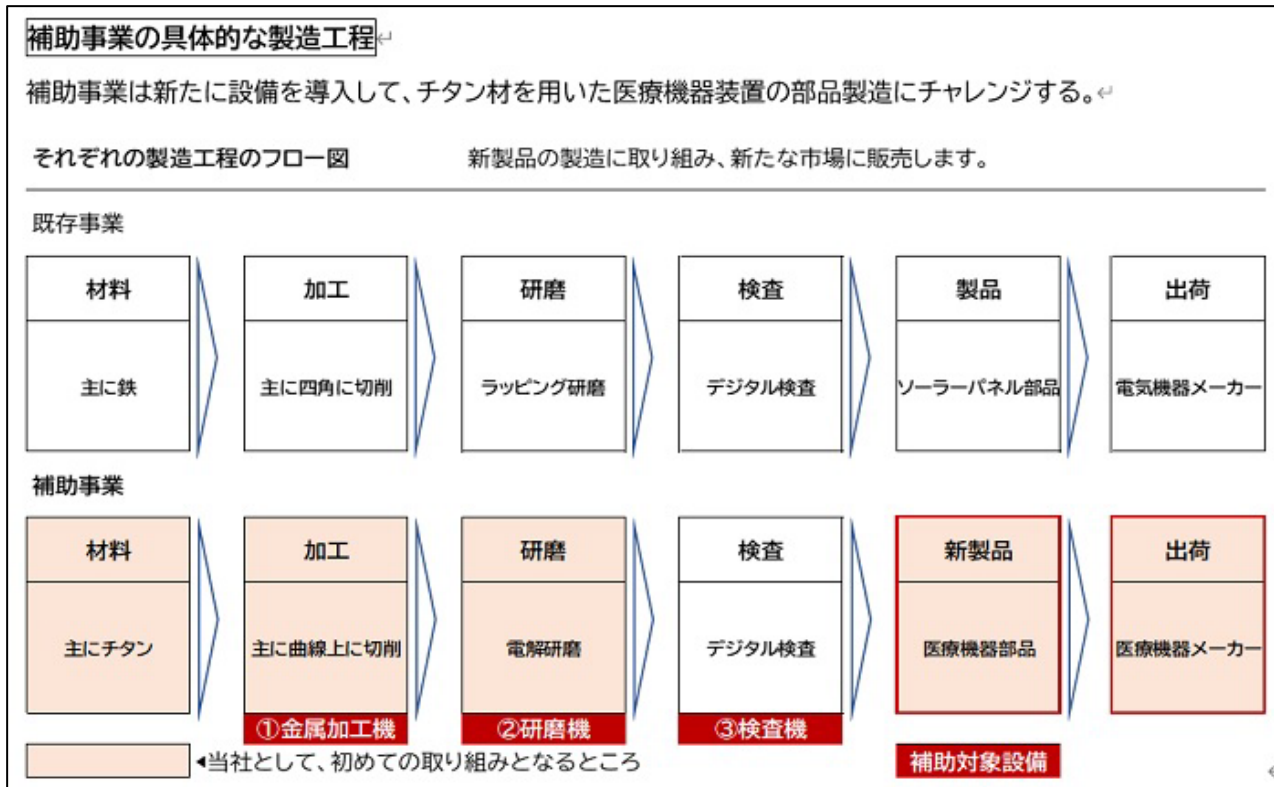 補助事業の具体的な製造工程↵
補助事業は新たに設備を導入して、チタン材を用いた医療機器装置の部品製造にチャレンジする。↵
それぞれの製造工程のフロー図 新製品の製造に取り組み、新たな市場に販売します。
既存事業
材料 加工 研磨 検査 製品 出荷
主に鉄 主に四角に切削 ラッピング研磨 デジタル検査 ソーラーパネル部品 電気機器メーカー
補助事業
材料 加工 研磨 検査 新製品 出荷
主にチタン 主に曲線上に切削 電解研磨 デジタル検査 医療機器部品 医療機器メーカー
①金属加工機 ②研磨機 ③検査機
◂当社として、初めての取り組みとなるところ 補助対象設備 ↵